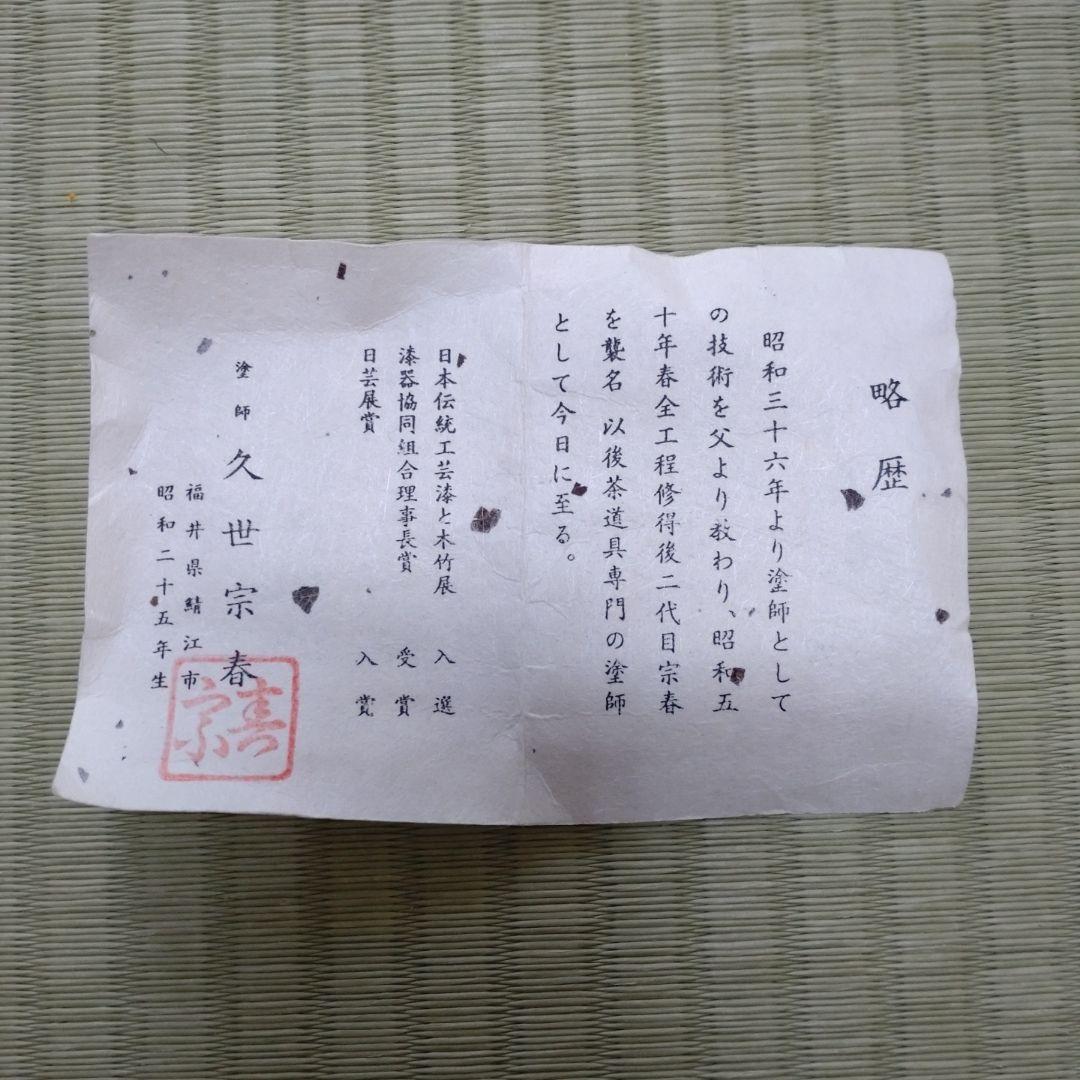 略歴
昭和三十六年より塗師として
の技術を父より教わり、昭和五
十年春全工程修得後二代目宗春
を襲名 以後茶道具専門の塗師
として今日に至る。
日本伝統工芸漆と木竹展 入選
漆器協同組合理事長賞 受賞
日芸展賞 入賞
塗師 久世宗春
福井県鯖江市
昭和二十五年生
宗春